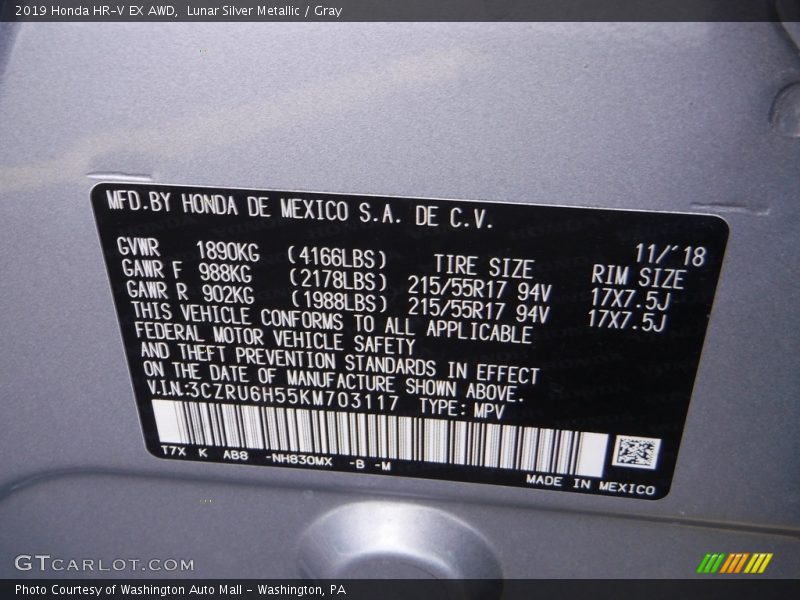 2019 Honda HR-V EX AWD,  Lunar Silver Metallic / Gray
MFD.BY HONDA DE MEXICO S.A. DE C.V.
11/'18
GVWR 1890KG (4166LBS) TIRE SIZE RIM SIZE
GAWR F 988KG (2178LBS) 215/55R17 94V 17X7.5J
GAWR R 902KG (1988LBS) 215/55R17 94V 17X7.5J
THIS VEHICLE CONFORMS TO ALL APPLICABLE
FEDERAL MOTOR VEHICLE SAFETY
AND THEFT PREVENTION STANDARDS IN EFFECT
ON THE DATE OF MANUFACTURE SHOWN ABOVE.
V.I.N:3CZRU6H55KM703117 TYPE: MPV
T7X K AB8 -NH830MX -B -M
MADE IN MEXICO
GTCARLOT.COM
Photo Courtesy of Washington Auto Mall - Washington, PA